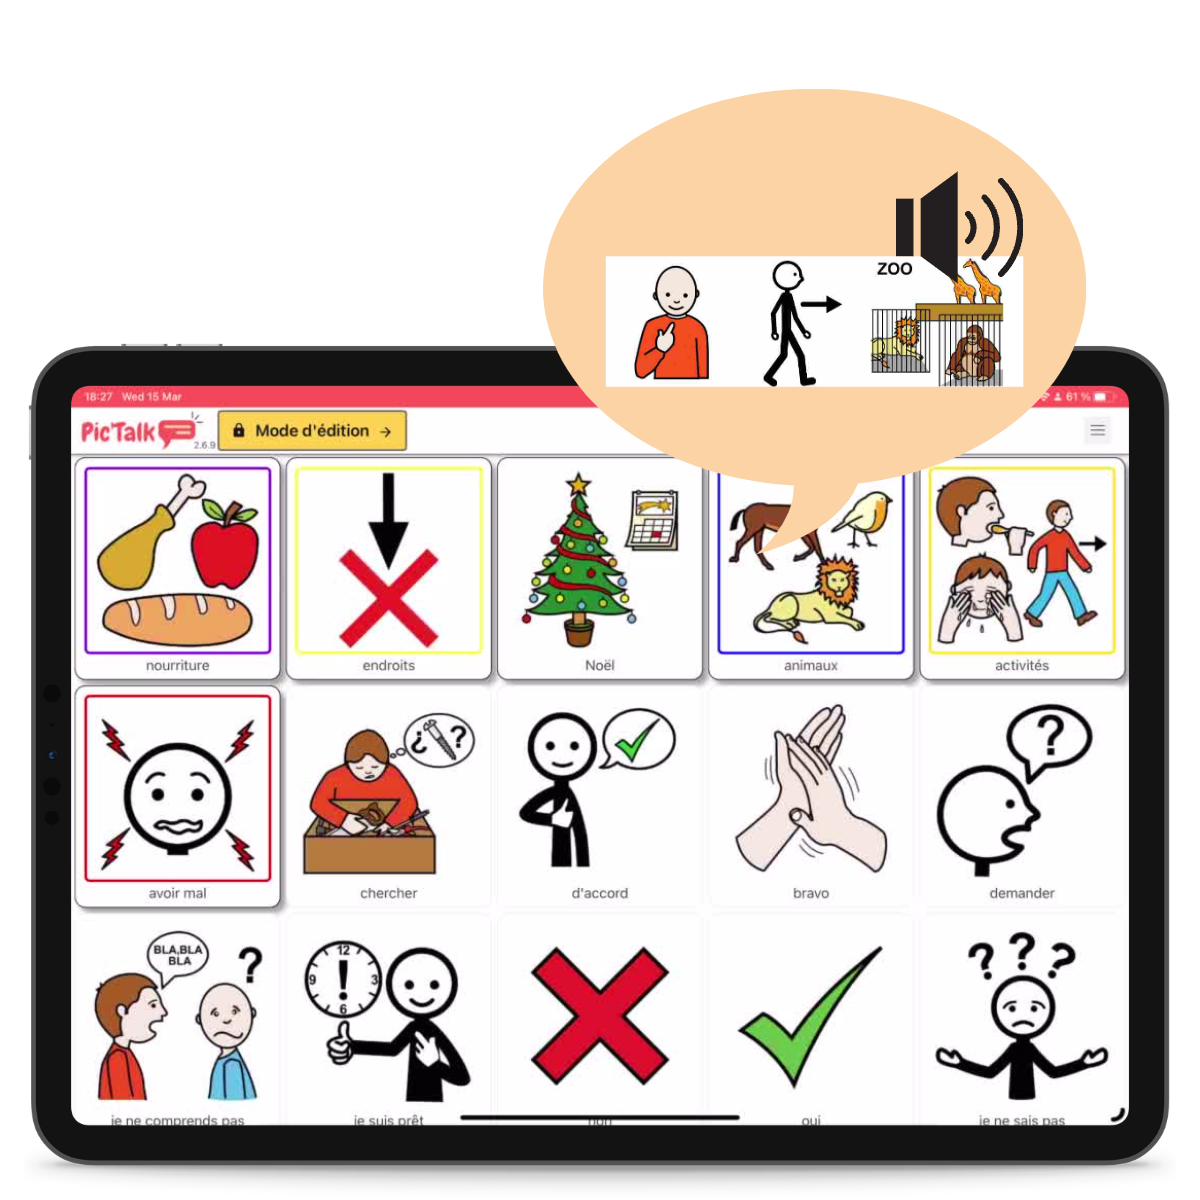 ZOO
18:27 Wed 15 Mar
61 %
PicTalk
2.6.9
Mode d'édition →
nourriture
endroits
Noël
animaux
activités
¿ ?
?
avoir mal
chercher
d'accord
bravo
demander
BLA,BLA
BLA
?
12
9 ! 3
6
? ? ?
je ne comprends pas
je suis prêt
non
oui
je ne sais pas